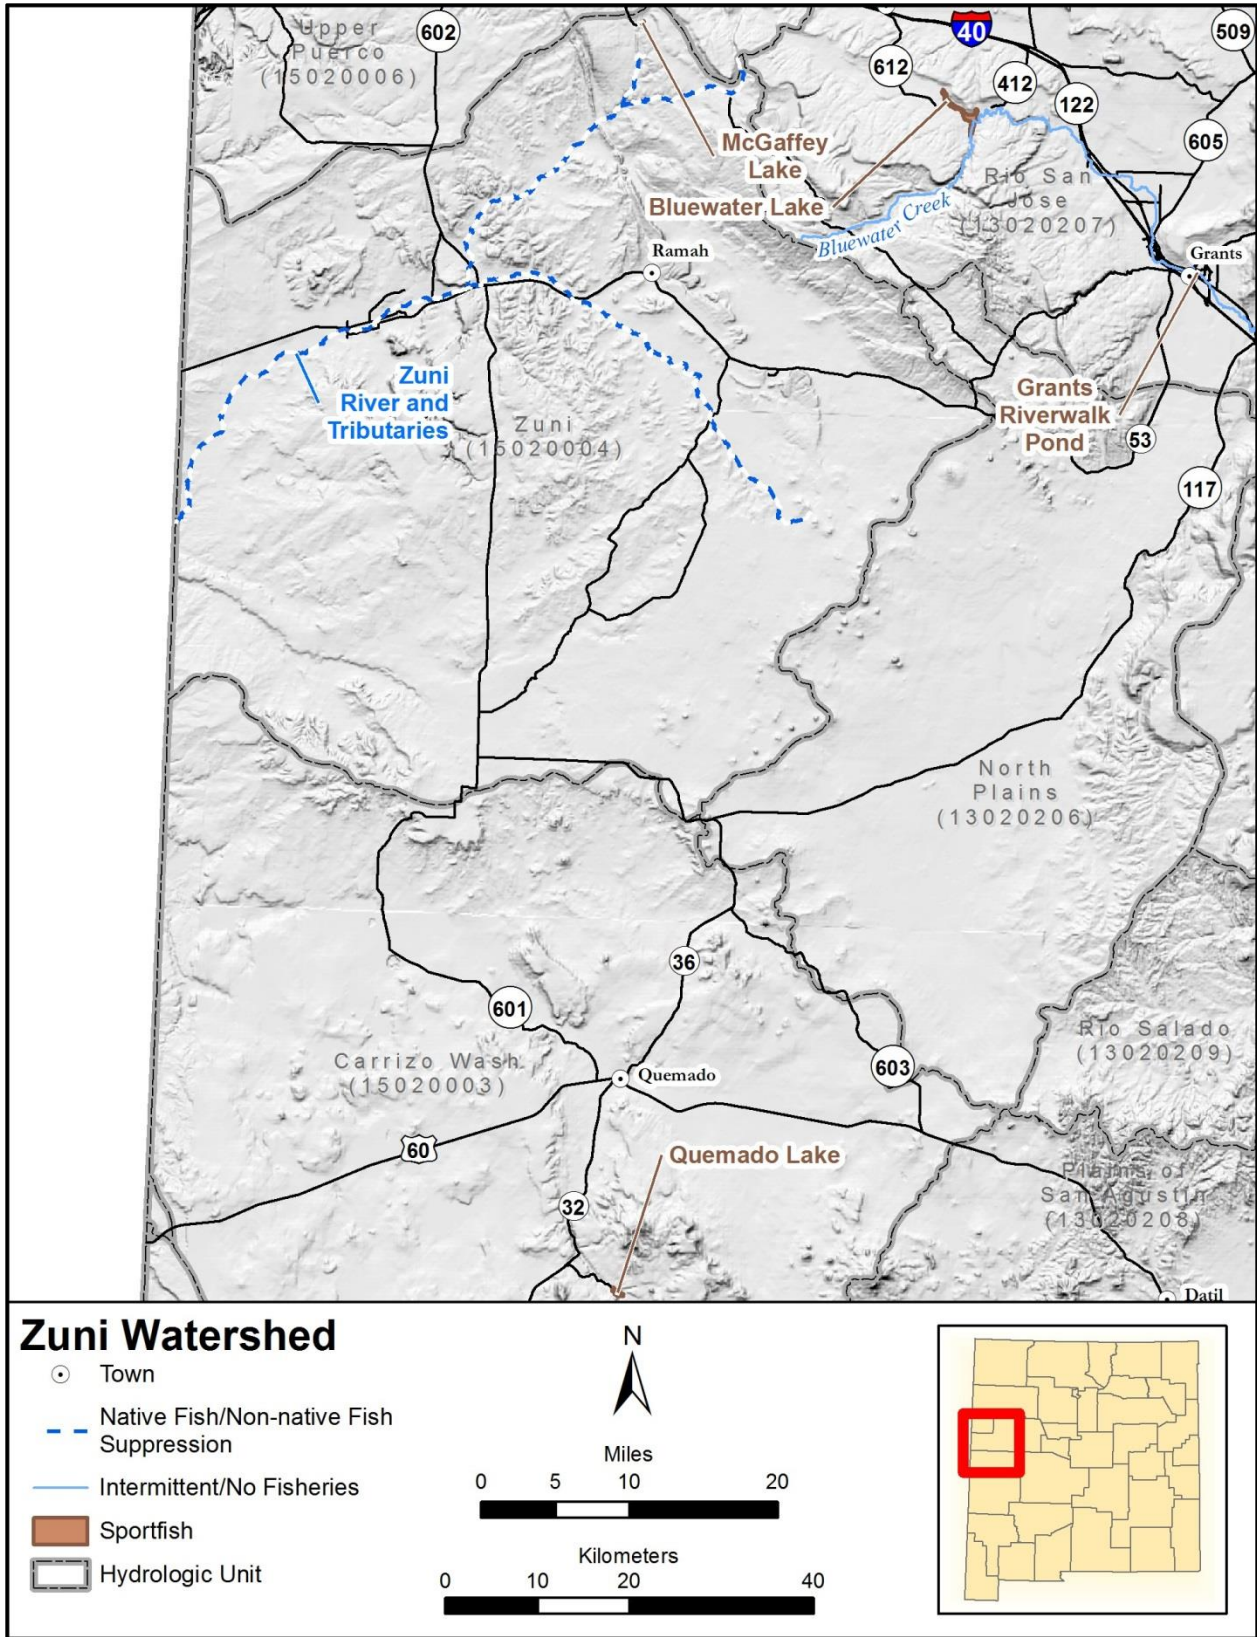 Upper
Puerco
(15020006)
602
40
509
612
412
122
605
McGaffey
Lake
Bluewater Lake
Rio San
Jose
(13020207)
Bluewater Creek
Ramah
Grants
Zuni
River and
Tributaries
Zuni
(15020004)
Grants
Riverwalk
Pond
53
117
North
Plains
(13020206)
36
601
Rio Salado
(13020209)
Carrizo Wash
(15020003)
Quemado
603
60
Quemado Lake
Plains of
San Agustin
(13020208)
32
Datil
Zuni Watershed
Town
Native Fish/Non-native Fish
Suppression
Intermittent/No Fisheries
Sportfish
Hydrologic Unit
N
Miles
0 5 10 20
Kilometers
0 10 20 40